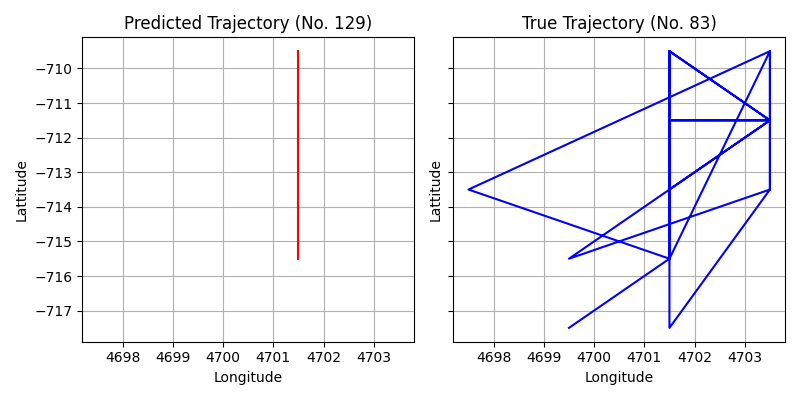 Predicted Trajectory (No. 129)
True Trajectory (No. 83)
−710
−711
−712
−713
−714
−715
−716
−717
Lattitude
Lattitude
4698 4699 4700 4701 4702 4703
4698 4699 4700 4701 4702 4703
Longitude
Longitude